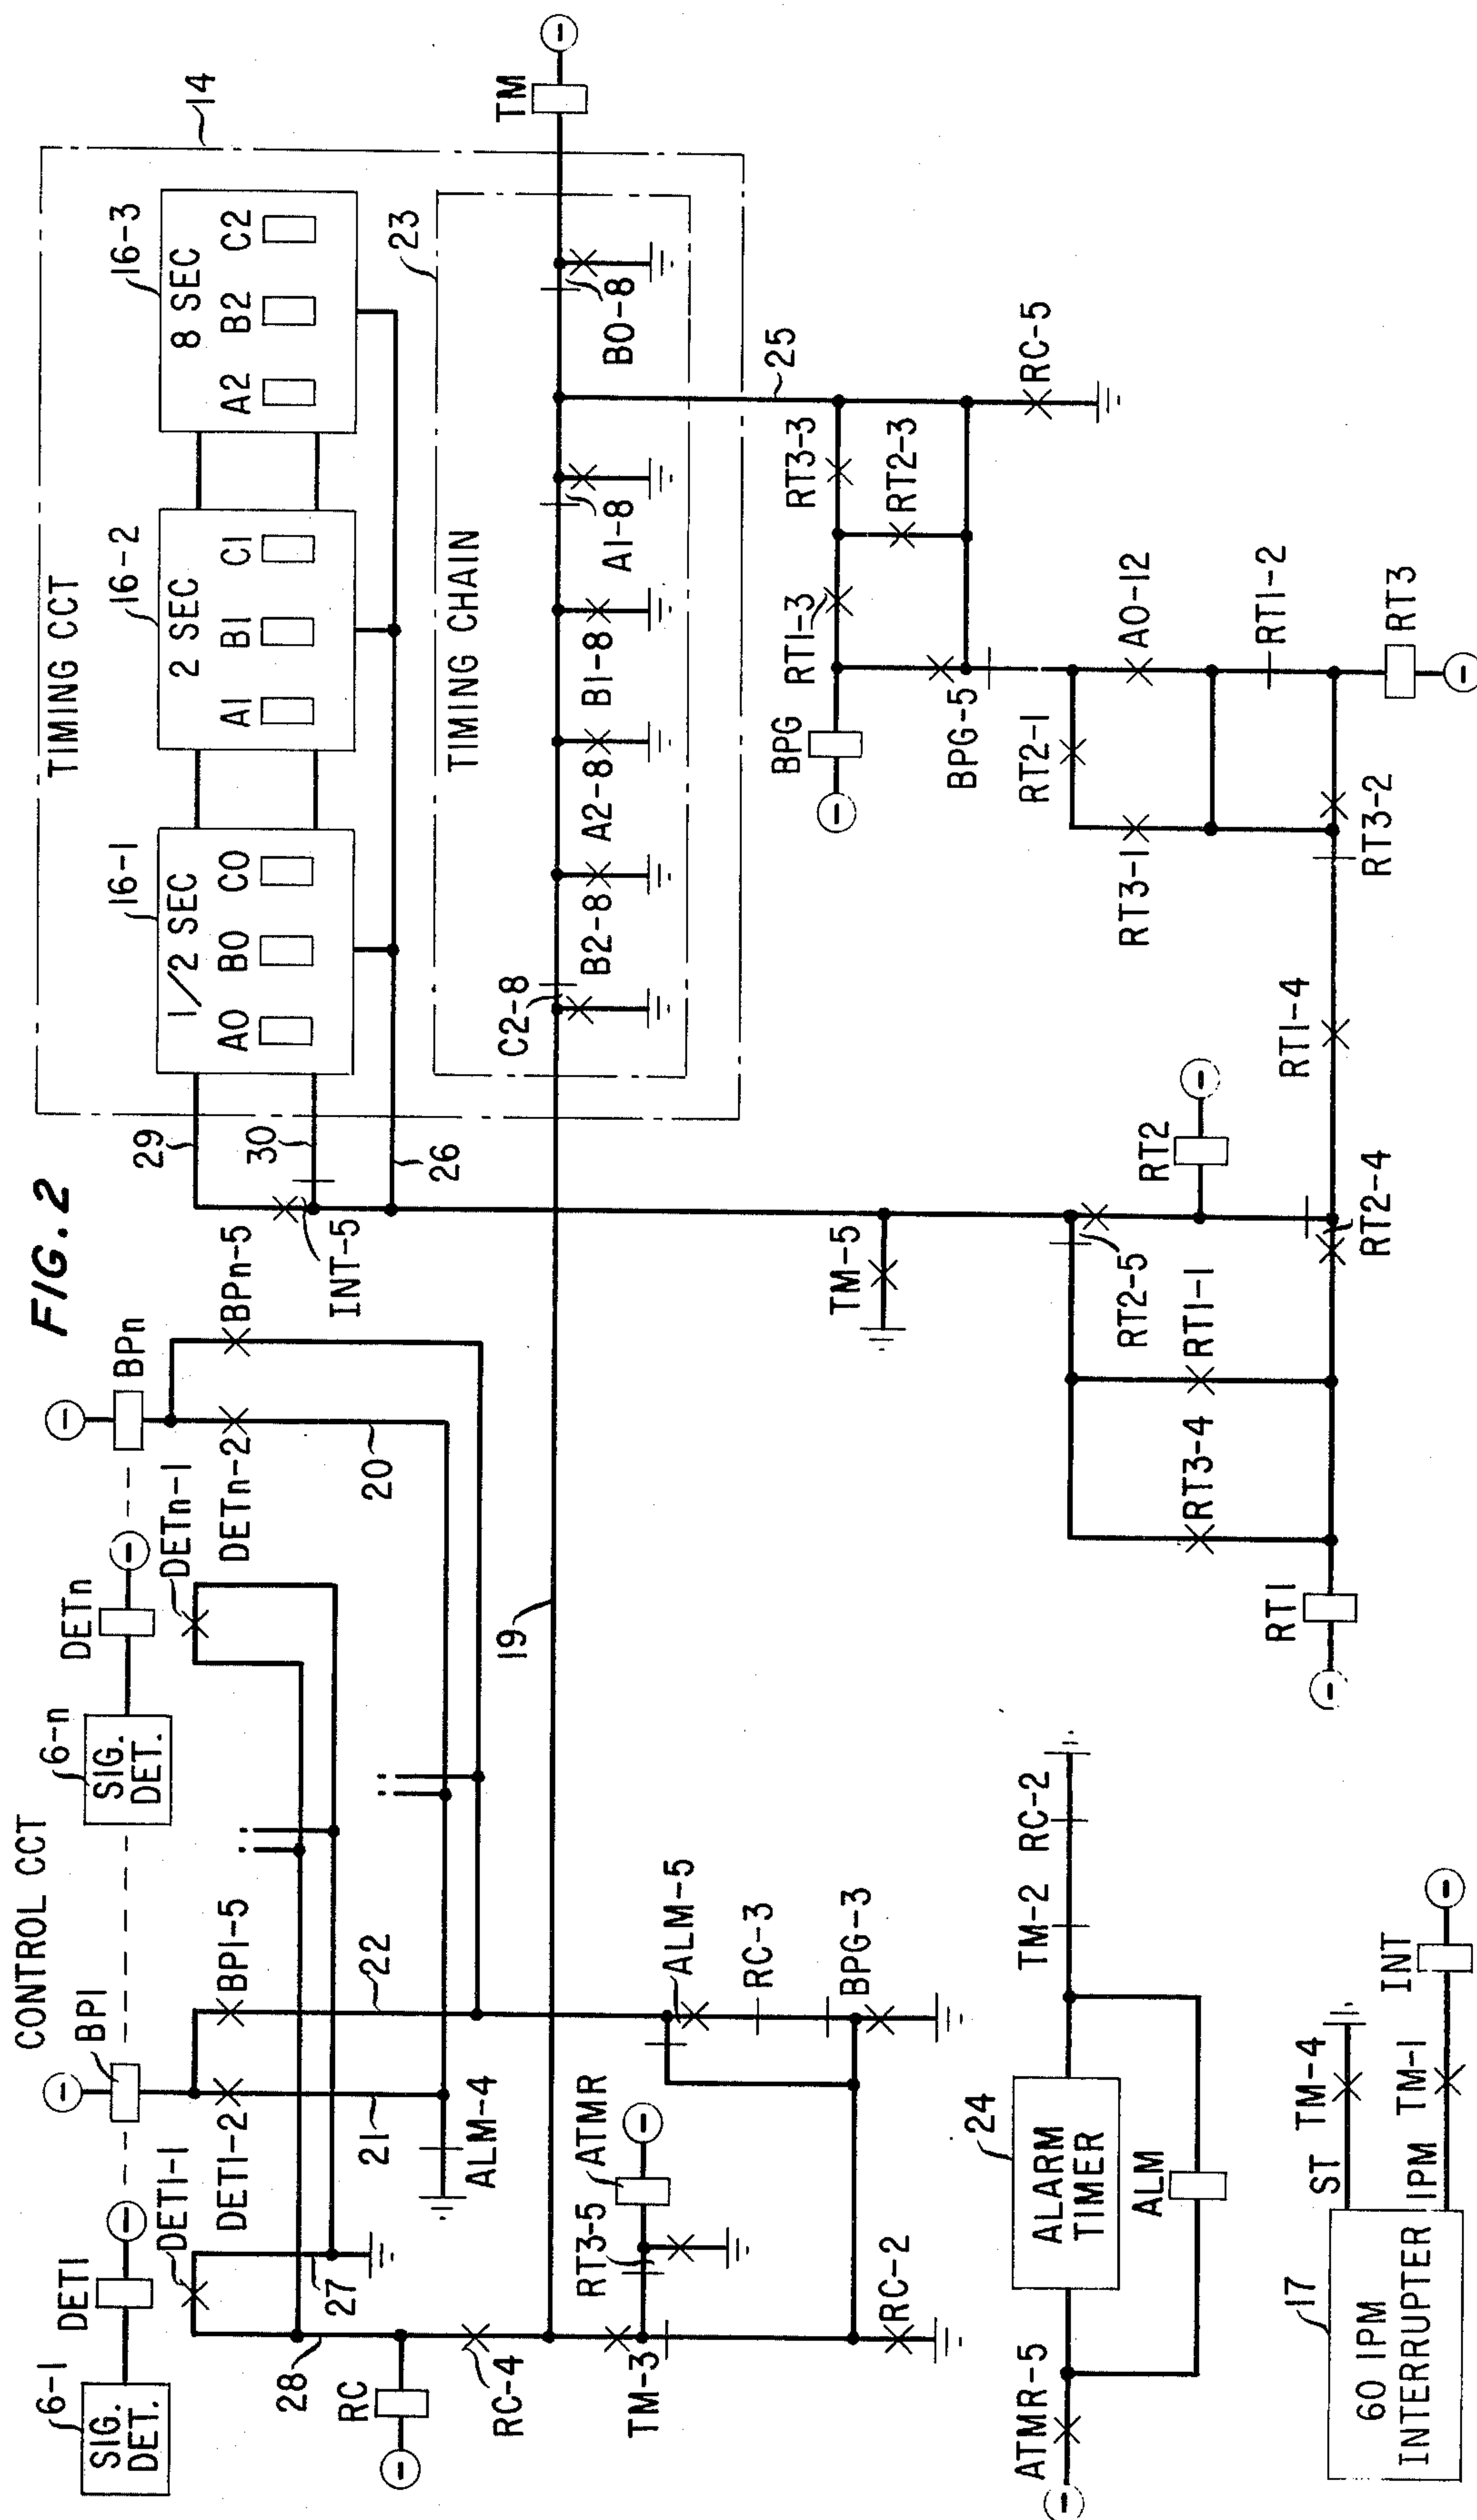 FIG. 2
CONTROL CCT
6-1
SIG.
DET.
DET1
DET1-1
DET1-2
BP1
BP1-5
6-n
SIG.
DET.
DETn
DETn-1
DETn-2
BPn
BPn-5
27
28
21
22
20
19
RC
RC-4
ALM-4
TM-3
RT3-5
ATMR
RC-2
ALM-5
RC-3
BPG-3
ATMR-5
24
ALARM
TIMER
ALM
TM-2
RC-2
17
60 IPM
INTERRUPTER
ST
TM-4
IPM
TM-1
INT
TIMING CCT
14
29
30
26
INT-5
16-1
1/2 SEC
A0 B0 C0
16-2
2 SEC
A1 B1 C1
16-3
8 SEC
A2 B2 C2
TIMING CHAIN
23
C2-8
B2-8
A2-8
B1-8
A1-8
B0-8
TM
25
TM-5
RT2-5
RT1-1
RT3-4
RT1
RT2
RT2-4
RT1-4
RT3-2
RT3-1
RT2-1
BPG
BPG-5
RT1-3
RT3-3
RT2-3
RC-5
A0-12
RT1-2
RT3